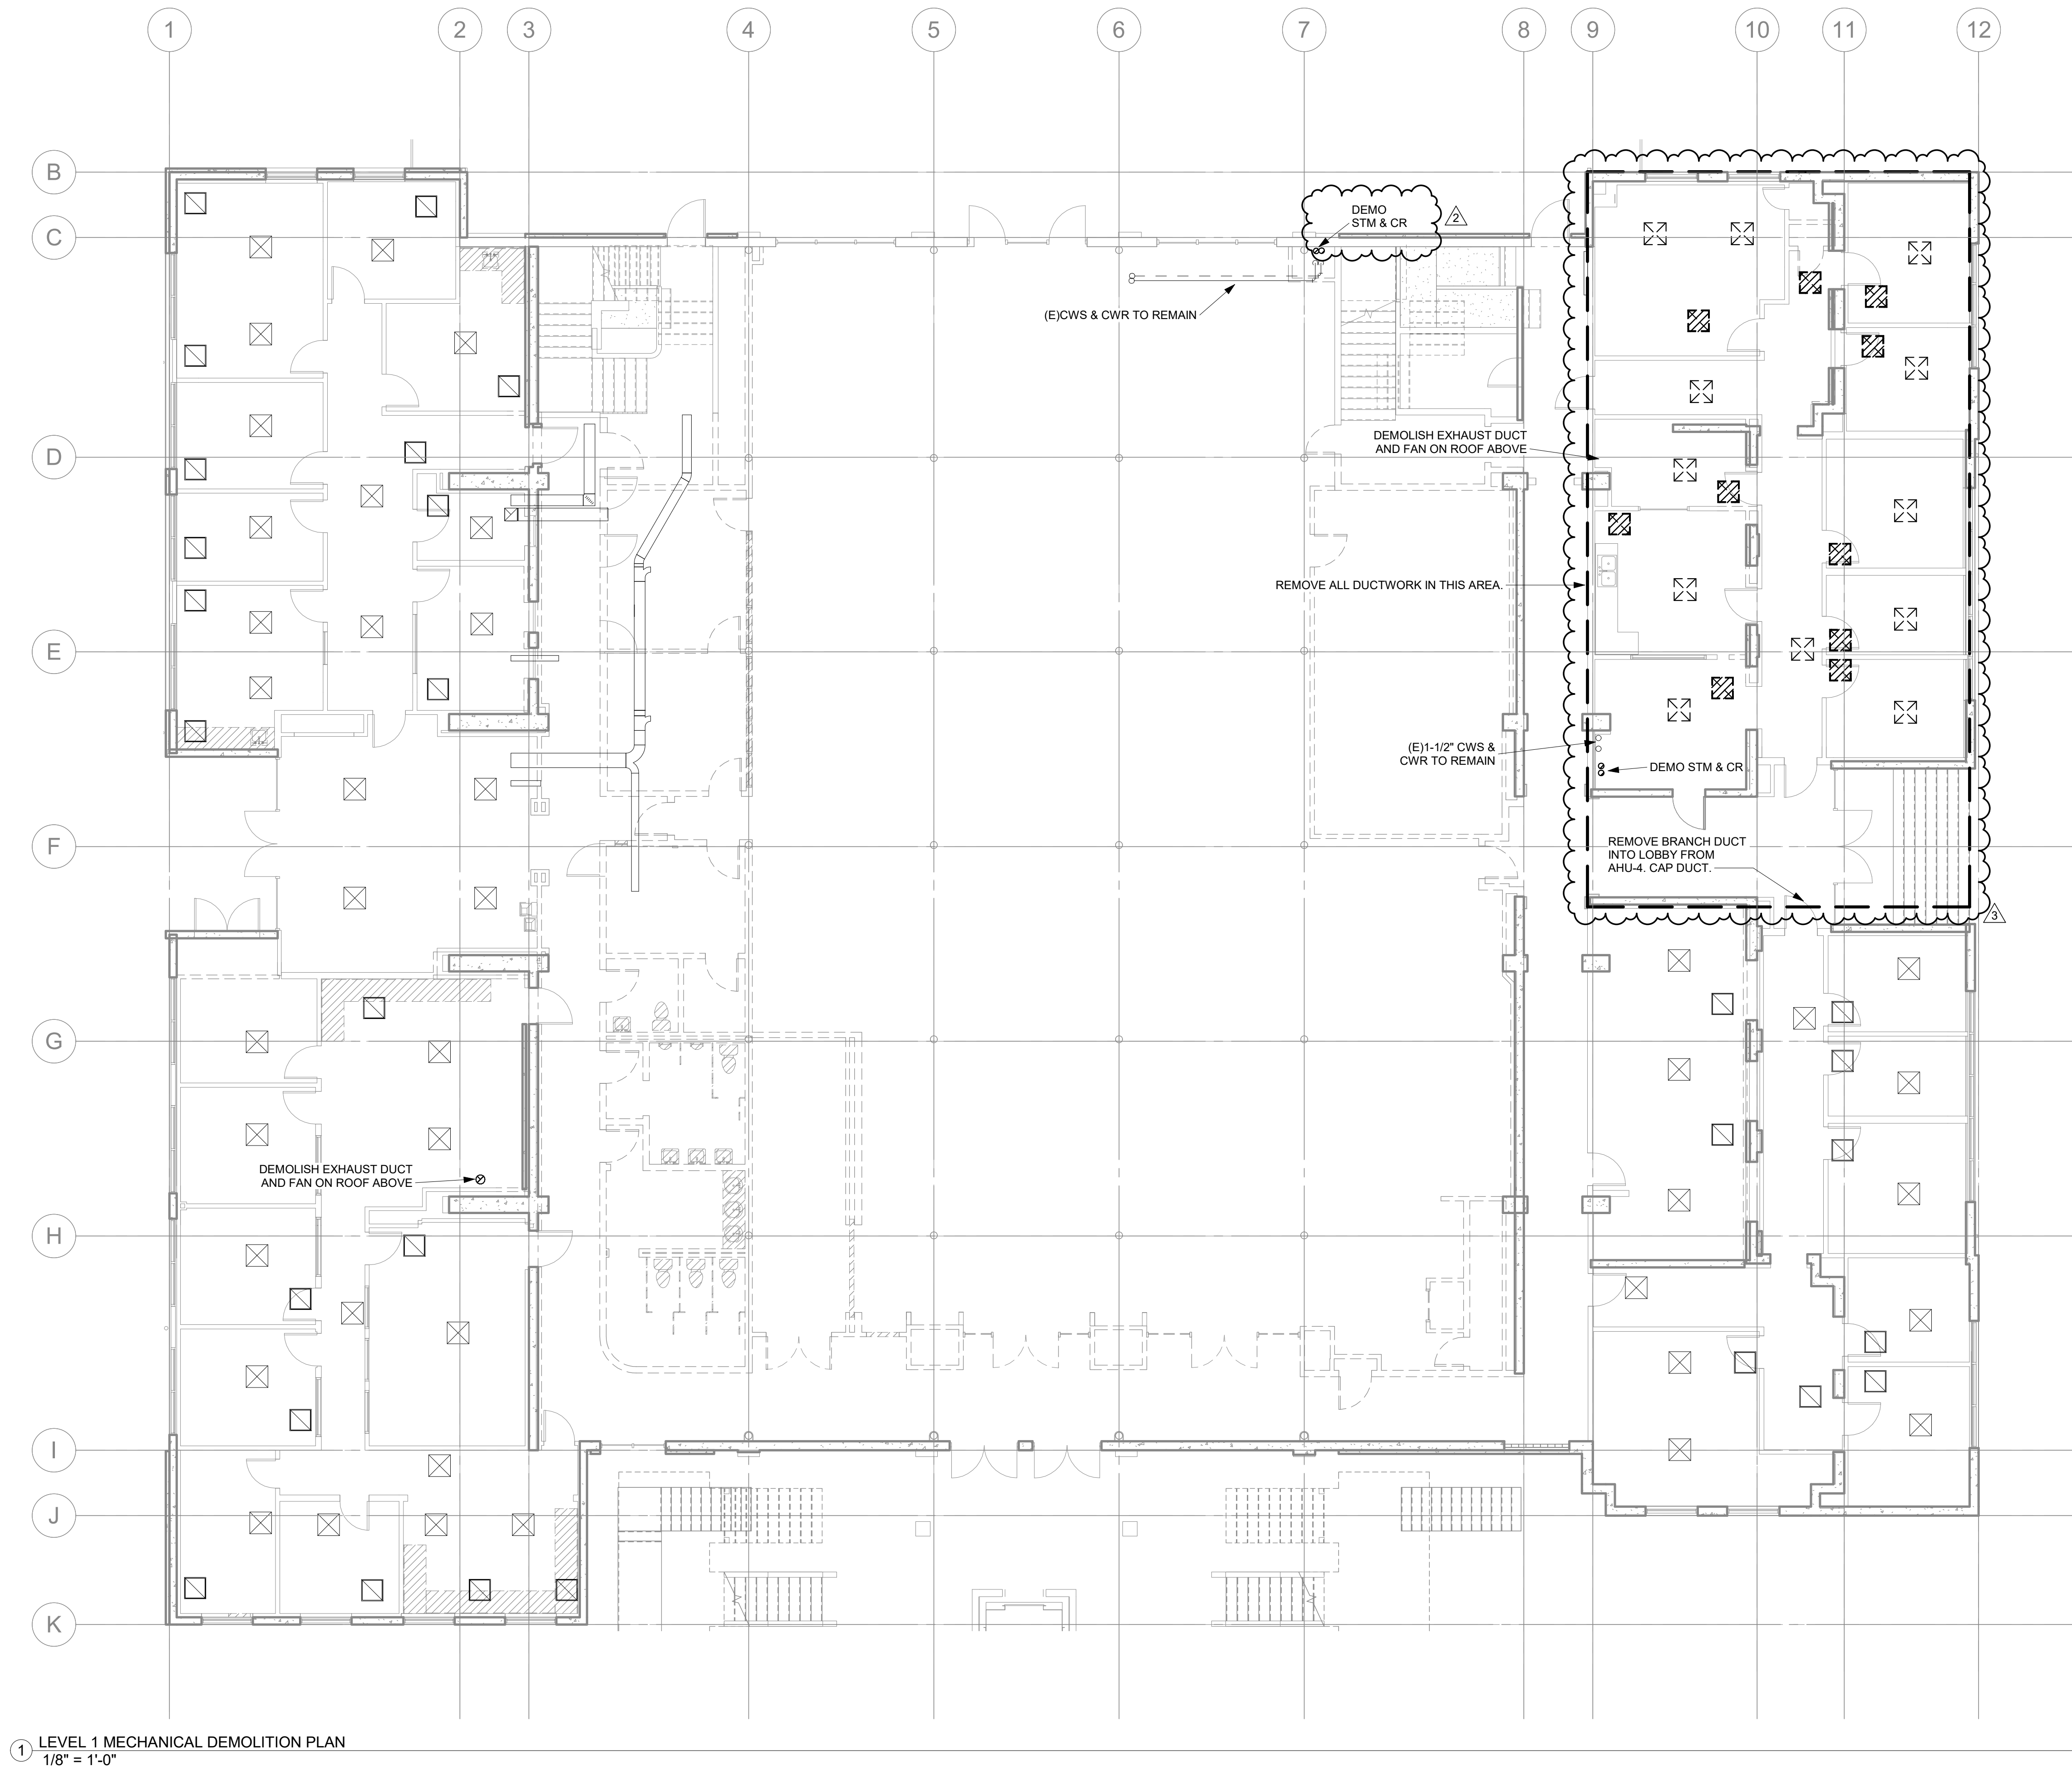 1 2 3 4 5 6 7 8 9 10 11 12
B
C
D
E
F
G
H
I
J
K
DEMO
STM & CR
2
(E)CWS & CWR TO REMAIN
DEMOLISH EXHAUST DUCT
AND FAN ON ROOF ABOVE
REMOVE ALL DUCTWORK IN THIS AREA.
(E)1-1/2" CWS &
CWR TO REMAIN
DEMO STM & CR
REMOVE BRANCH DUCT
INTO LOBBY FROM
AHU-4. CAP DUCT.
3
DEMOLISH EXHAUST DUCT
AND FAN ON ROOF ABOVE
1 LEVEL 1 MECHANICAL DEMOLITION PLAN
1/8" = 1'-0"